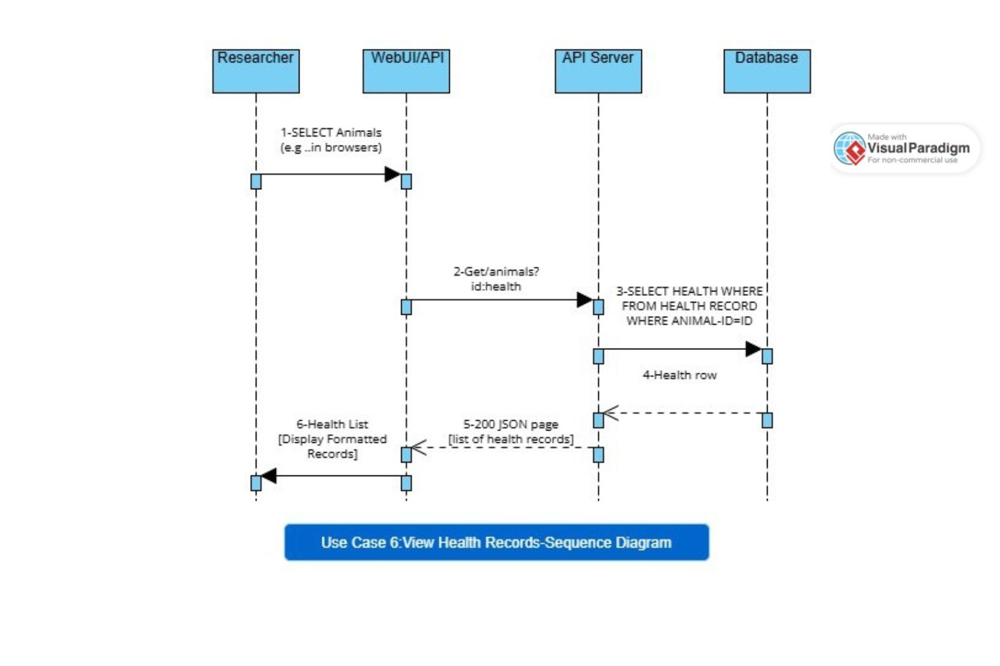 Researcher
WebUI/API
API Server
Database
1-SELECT Animals
(e.g ..in browsers)
Made with
Visual Paradigm
For non-commercial use
2-Get/animals?
id:health
3-SELECT HEALTH WHERE
FROM HEALTH RECORD
WHERE ANIMAL-ID=ID
4-Health row
5-200 JSON page
[list of health records]
6-Health List
[Display Formatted
Records]
Use Case 6:View Health Records-Sequence Diagram